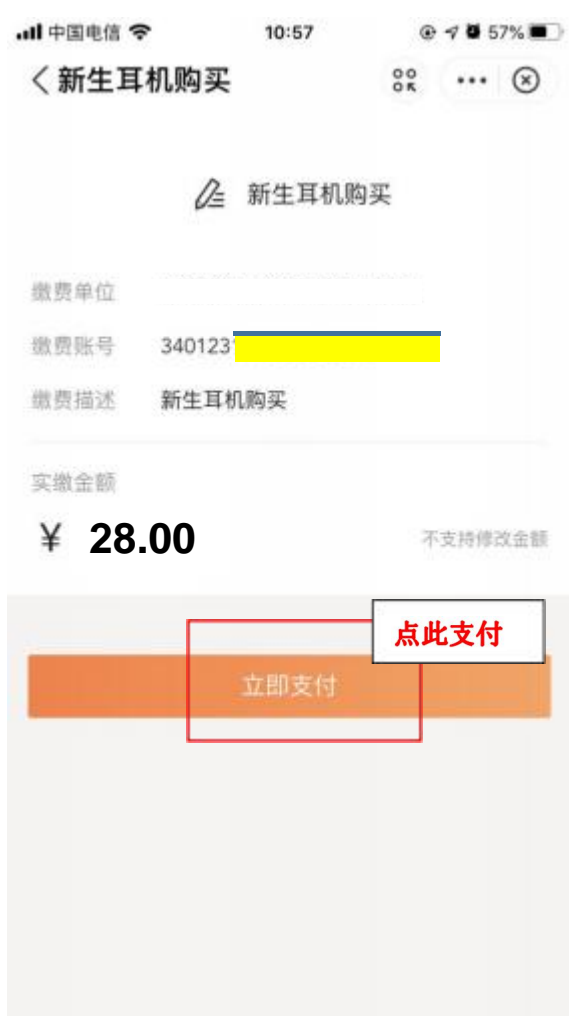 中国电信 10:57 57%
新生耳机购买
新生耳机购买
缴费单位
缴费账号 340123
缴费描述 新生耳机购买
实缴金额
¥ 28.00 不支持修改金额
点此支付
立即支付